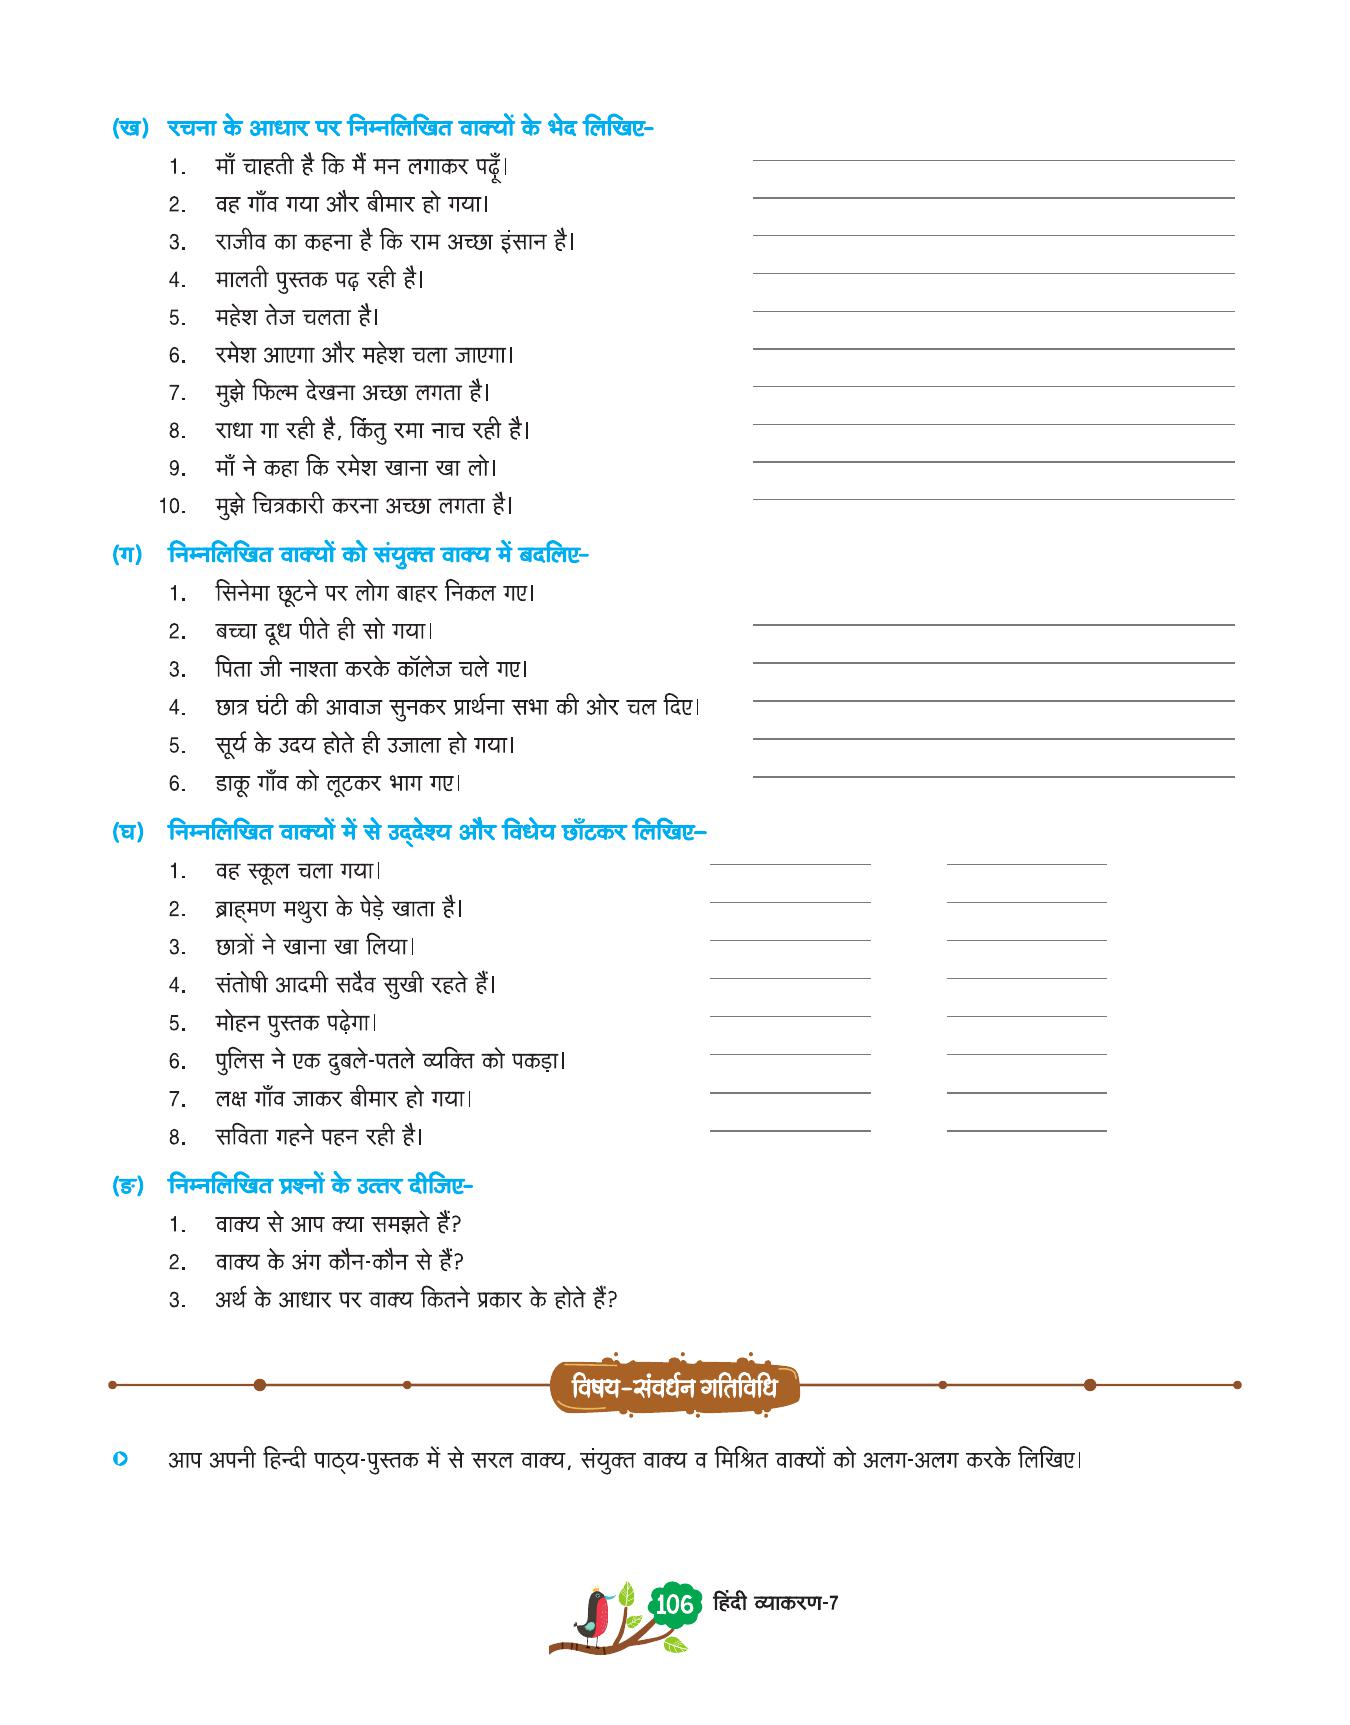 (ख) रचना के आधार पर निम्नलिखित वाक्यों के भेद लिखिए–
1. माँ चाहती है कि मैं मन लगाकर पढ़ूँ।
2. वह गाँव गया और बीमार हो गया।
3. राजीव का कहना है कि राम अच्छा इंसान है।
4. मालती पुस्तक पढ़ रही है।
5. महेश तेज चलता है।
6. रमेश आएगा और महेश चला जाएगा।
7. मुझे फिल्म देखना अच्छा लगता है।
8. राधा गा रही है, किंतु रमा नाच रही है।
9. माँ ने कहा कि रमेश खाना खा लो।
10. मुझे चित्रकारी करना अच्छा लगता है।
(ग) निम्नलिखित वाक्यों को संयुक्त वाक्य में बदलिए–
1. सिनेमा छूटने पर लोग बाहर निकल गए।
2. बच्चा दूध पीते ही सो गया।
3. पिता जी नाश्ता करके कॉलेज चले गए।
4. छात्र घंटी की आवाज सुनकर प्रार्थना सभा की ओर चल दिए।
5. सूर्य के उदय होते ही उजाला हो गया।
6. डाकू गाँव को लूटकर भाग गए।
(घ) निम्नलिखित वाक्यों में से उद्‌देश्य और विधेय छाँटकर लिखिए–
1. वह स्कूल चला गया।
2. ब्राह्‌मण मथुरा के पेड़े खाता है।
3. छात्रों ने खाना खा लिया।
4. संतोषी आदमी सदैव सुखी रहते हैं।
5. मोहन पुस्तक पढ़ेगा।
6. पुलिस ने एक दुबले-पतले व्यक्ति को पकड़ा।
7. लक्ष गाँव जाकर बीमार हो गया।
8. सविता गहने पहन रही है।
(ङ) निम्नलिखित प्रश्नों के उत्तर दीजिए–
1. वाक्य से आप क्या समझते हैं?
2. वाक्य के अंग कौन-कौन से हैं?
3. अर्थ के आधार पर वाक्य कितने प्रकार के होते हैं?
विषय–संवर्धन गतिविधि
आप अपनी हिन्दी पाठ्य-पुस्तक में से सरल वाक्य, संयुक्त वाक्य व मिश्रित वाक्यों को अलग-अलग करके लिखिए।
106 हिंदी व्याकरण-7